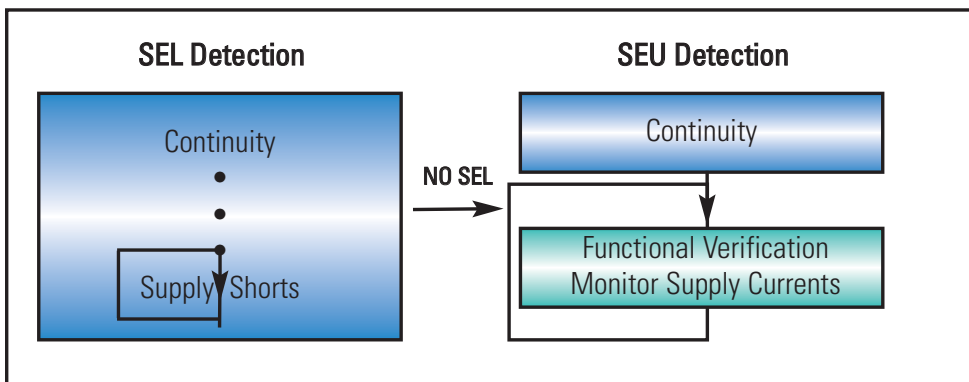 SEL Detection
Continuity
Supply Shorts
NO SEL
SEU Detection
Continuity
Functional Verification
Monitor Supply Currents